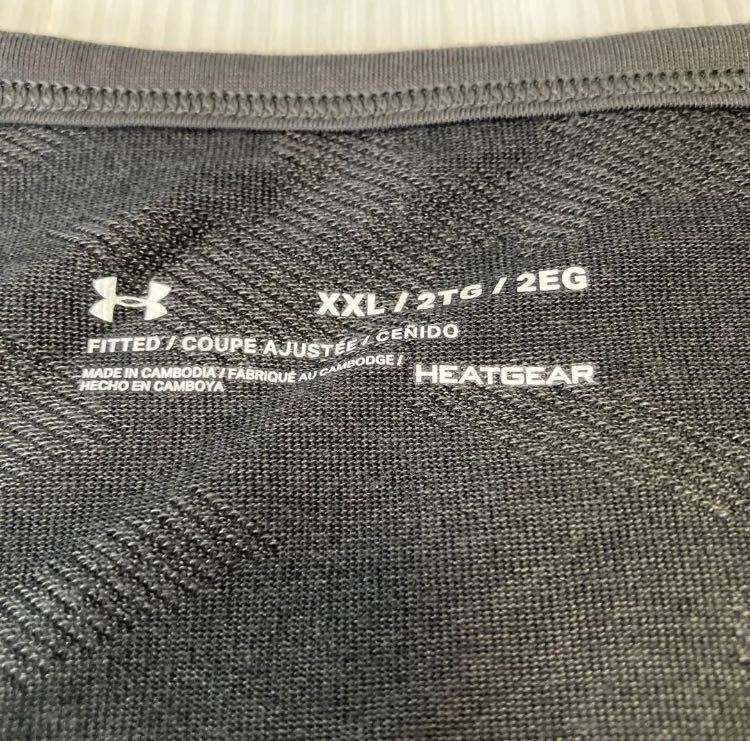 XXL / 2TG / 2EG
FITTED / COUPE AJUSTÉE / CEÑIDO
MADE IN CAMBODIA / FABRIQUÉ AU CAMBODGE /
HECHO EN CAMBOYA
HEATGEAR